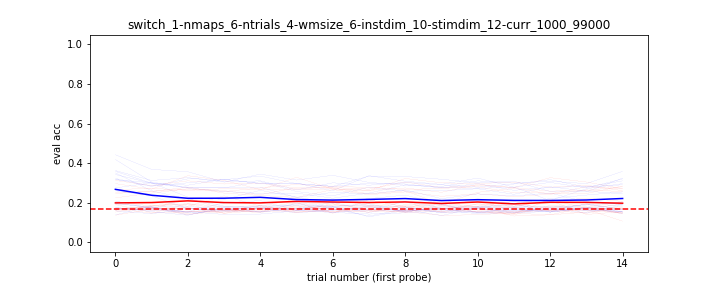 switch_1-nmaps_6-ntrials_4-wmsize_6-instdim_10-stimdim_12-curr_1000_99000
eval acc
1.0
0.8
0.6
0.4
0.2
0.0
0 2 4 6 8 10 12 14
trial number (first probe)